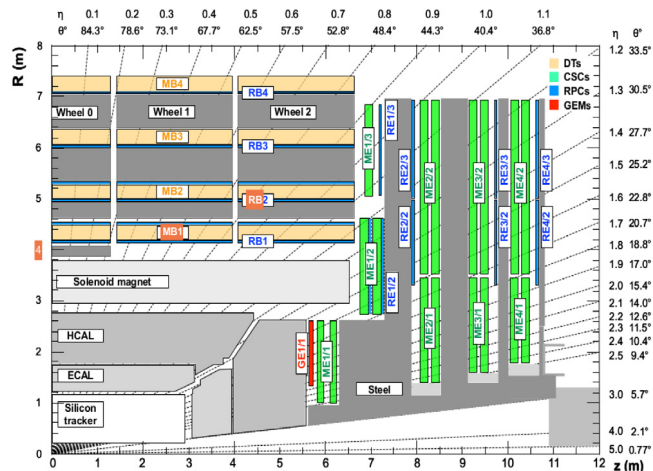 η 0.1 0.2 0.3 0.4 0.5 0.6 0.7 0.8 0.9 1.0 1.1 η θ°
θ° 84.3° 78.6° 73.1° 67.7° 62.5° 57.5° 52.8° 48.4° 44.3° 40.4° 36.8°
R (m)
8
7
6
5
4
3
2
1
0
1.2 33.5°
1.3 30.5°
1.4 27.7°
1.5 25.2°
1.6 22.8°
1.7 20.7°
1.8 18.8°
1.9 17.0°
2.0 15.4°
2.1 14.0°
2.2 12.6°
2.3 11.5°
2.4 10.4°
2.5 9.4°
3.0 5.7°
4.0 2.1°
5.0 0.77°
DTs
CSCs
RPCs
GEMs
MB4
RB4
Wheel 0
Wheel 1
Wheel 2
MB3
RB3
MB2
RB2
MB1
RB1
Solenoid magnet
HCAL
ECAL
Silicon
tracker
Steel
GE1/1
ME1/1
ME1/2
RE1/2
ME1/3
RE1/3
RE2/3
RE2/2
ME2/2
ME2/1
ME3/2
ME3/1
RE3/3
RE3/2
ME4/2
ME4/1
RE4/3
RE4/2
0 1 2 3 4 5 6 7 8 9 10 11 12
z (m)